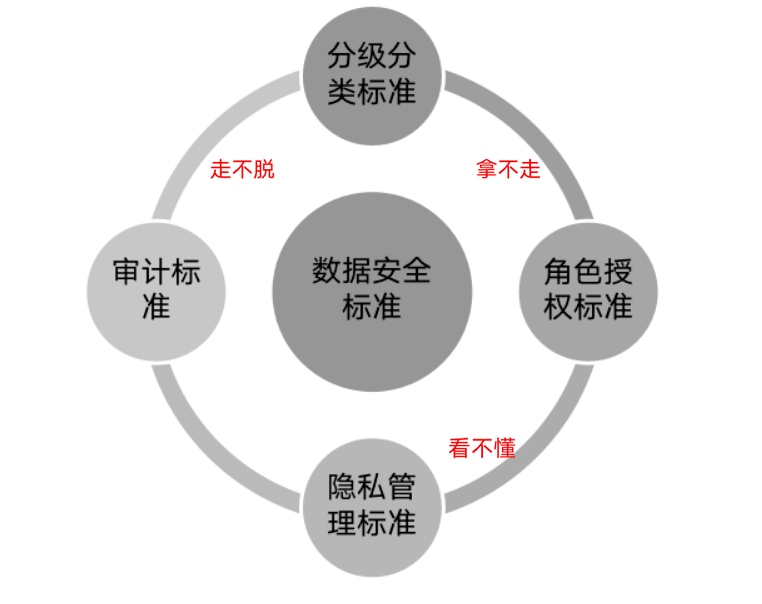 分级分
类标准
走不脱
拿不走
审计标
准
数据安全
标准
角色授
权标准
看不懂
隐私管
理标准